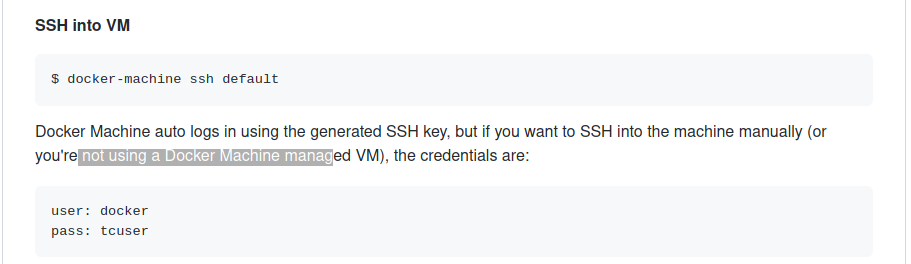 SSH into VM
$ docker-machine ssh default
Docker Machine auto logs in using the generated SSH key, but if you want to SSH into the machine manually (or
you're not using a Docker Machine managed VM), the credentials are:
user: docker
pass: tcuser